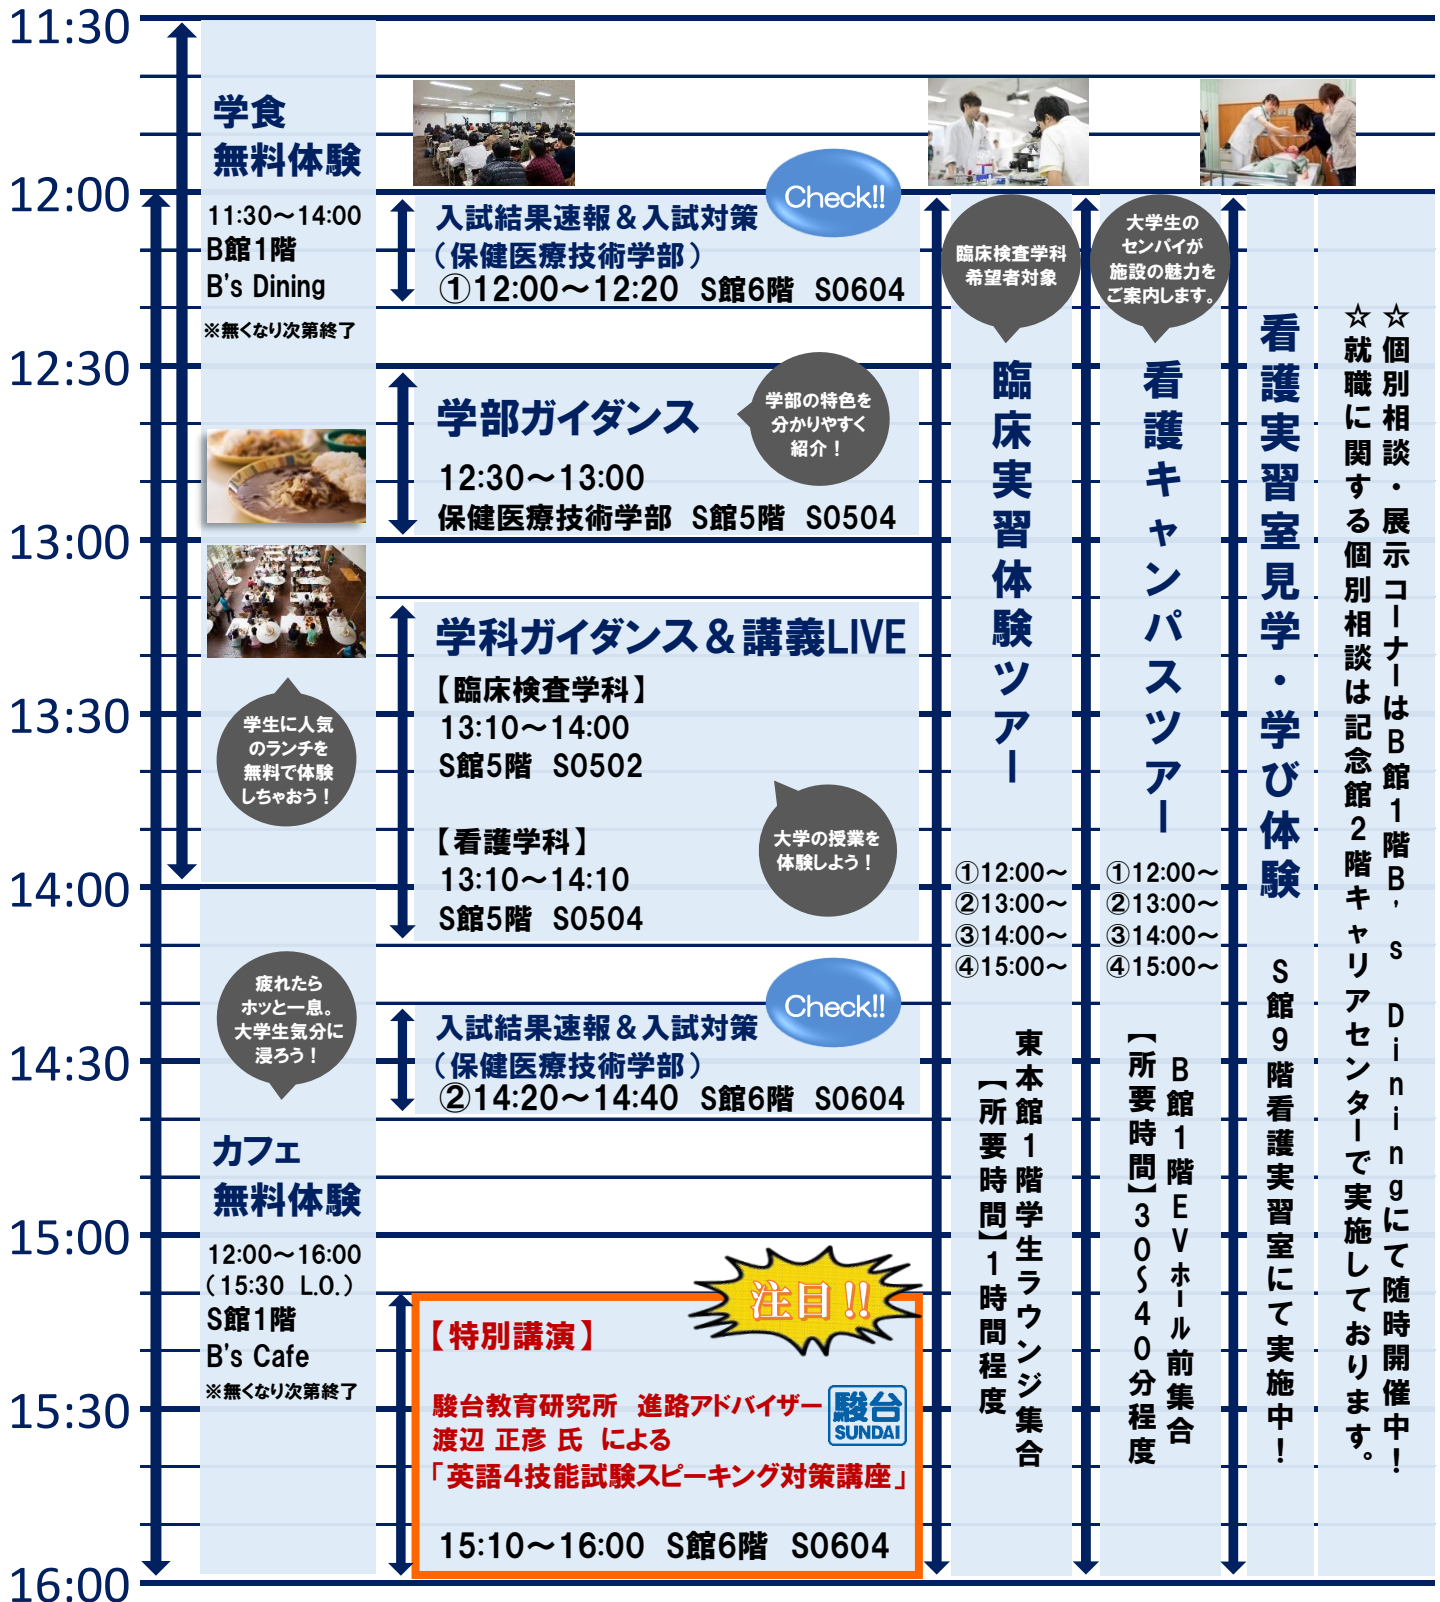 11:30
12:00
12:30
13:00
13:30
14:00
14:30
15:00
15:30
16:00
学食
無料体験
11:30～14:00
B館1階
B's Dining
※無くなり次第終了
学生に人気
のランチを
無料で体験
しちゃおう！
疲れたら
ホッと一息。
大学生気分に
浸ろう！
カフェ
無料体験
12:00～16:00
（15:30 L.O.）
S館1階
B's Cafe
※無くなり次第終了
Check!!
入試結果速報＆入試対策
（保健医療技術学部）
①12:00～12:20 S館6階 S0604
学部ガイダンス
学部の特色を
分かりやすく
紹介！
12:30～13:00
保健医療技術学部 S館5階 S0504
学科ガイダンス＆講義LIVE
【臨床検査学科】
13:10～14:00
S館5階 S0502
【看護学科】
13:10～14:10
S館5階 S0504
大学の授業を
体験しよう！
Check!!
入試結果速報＆入試対策
（保健医療技術学部）
②14:20～14:40 S館6階 S0604
注目!!
【特別講演】
駿台教育研究所 進路アドバイザー
駿台
SUNDAI
渡辺 正彦 氏 による
「英語4技能試験スピーキング対策講座」
15:10～16:00 S館6階 S0604
臨床検査学科
希望者対象
臨床実習体験ツアー
①12:00～
②13:00～
③14:00～
④15:00～
東本館1階学生ラウンジ集合
【所要時間】1時間程度
大学生の
センパイが
施設の魅力を
ご案内します。
看護キャンパスツアー
①12:00～
②13:00～
③14:00～
④15:00～
B館1階EVホール前集合
【所要時間】30～40分程度
看護実習室見学・学び体験 S館9階看護実習室にて実施中！
☆個別相談・展示コーナーはB館1階B's Diningにて随時開催中！
☆就職に関する個別相談は記念館2階キャリアセンターで実施しております。